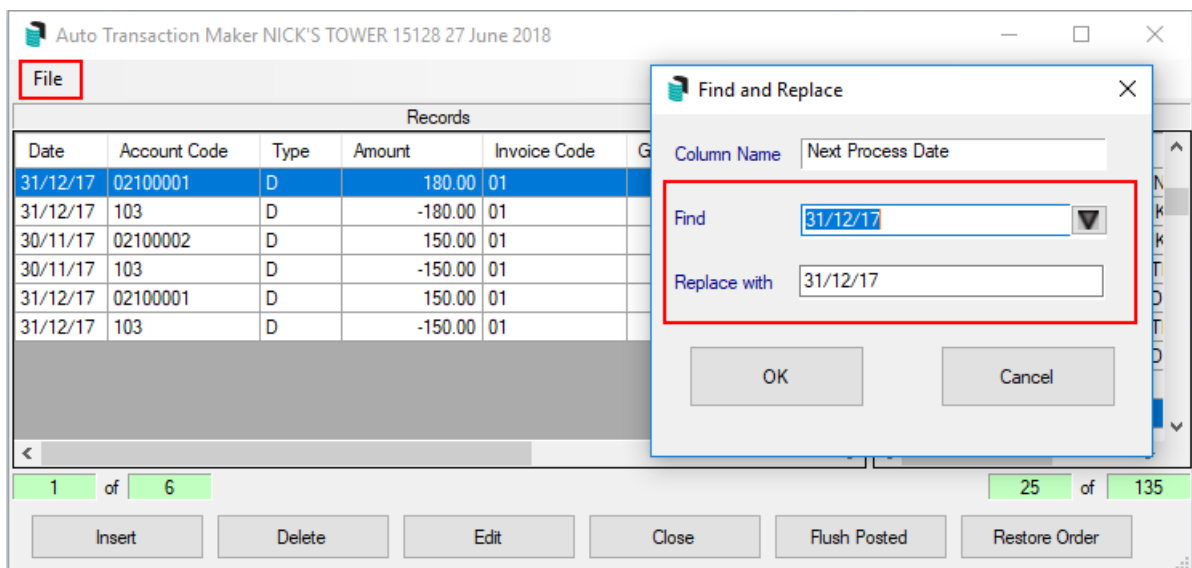 Auto Transaction Maker NICK'S TOWER 15128 27 June 2018
File
Records
Date Account Code Type Amount Invoice Code G
31/12/17 02100001 D 180.00 01
31/12/17 103 D -180.00 01
30/11/17 02100002 D 150.00 01
30/11/17 103 D -150.00 01
31/12/17 02100001 D 150.00 01
31/12/17 103 D -150.00 01
Find and Replace
Column Name Next Process Date
Find 31/12/17
Replace with 31/12/17
OK Cancel
1 of 6 25 of 135
Insert Delete Edit Close Flush Posted Restore Order